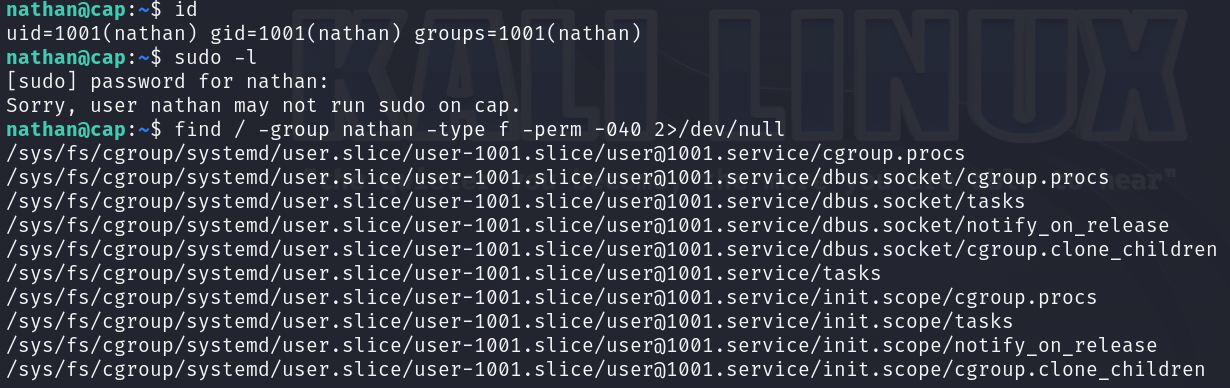 nathan@cap:~$ id
uid=1001(nathan) gid=1001(nathan) groups=1001(nathan)
nathan@cap:~$ sudo -l
[sudo] password for nathan:
Sorry, user nathan may not run sudo on cap.
nathan@cap:~$ find / -group nathan -type f -perm -040 2>/dev/null
/sys/fs/cgroup/systemd/user.slice/user-1001.slice/user@1001.service/cgroup.procs
/sys/fs/cgroup/systemd/user.slice/user-1001.slice/user@1001.service/dbus.socket/cgroup.procs
/sys/fs/cgroup/systemd/user.slice/user-1001.slice/user@1001.service/dbus.socket/tasks
/sys/fs/cgroup/systemd/user.slice/user-1001.slice/user@1001.service/dbus.socket/notify_on_release
/sys/fs/cgroup/systemd/user.slice/user-1001.slice/user@1001.service/dbus.socket/cgroup.clone_children
/sys/fs/cgroup/systemd/user.slice/user-1001.slice/user@1001.service/tasks
/sys/fs/cgroup/systemd/user.slice/user-1001.slice/user@1001.service/init.scope/cgroup.procs
/sys/fs/cgroup/systemd/user.slice/user-1001.slice/user@1001.service/init.scope/tasks
/sys/fs/cgroup/systemd/user.slice/user-1001.slice/user@1001.service/init.scope/notify_on_release
/sys/fs/cgroup/systemd/user.slice/user-1001.slice/user@1001.service/init.scope/cgroup.clone_children
KALI LINUX